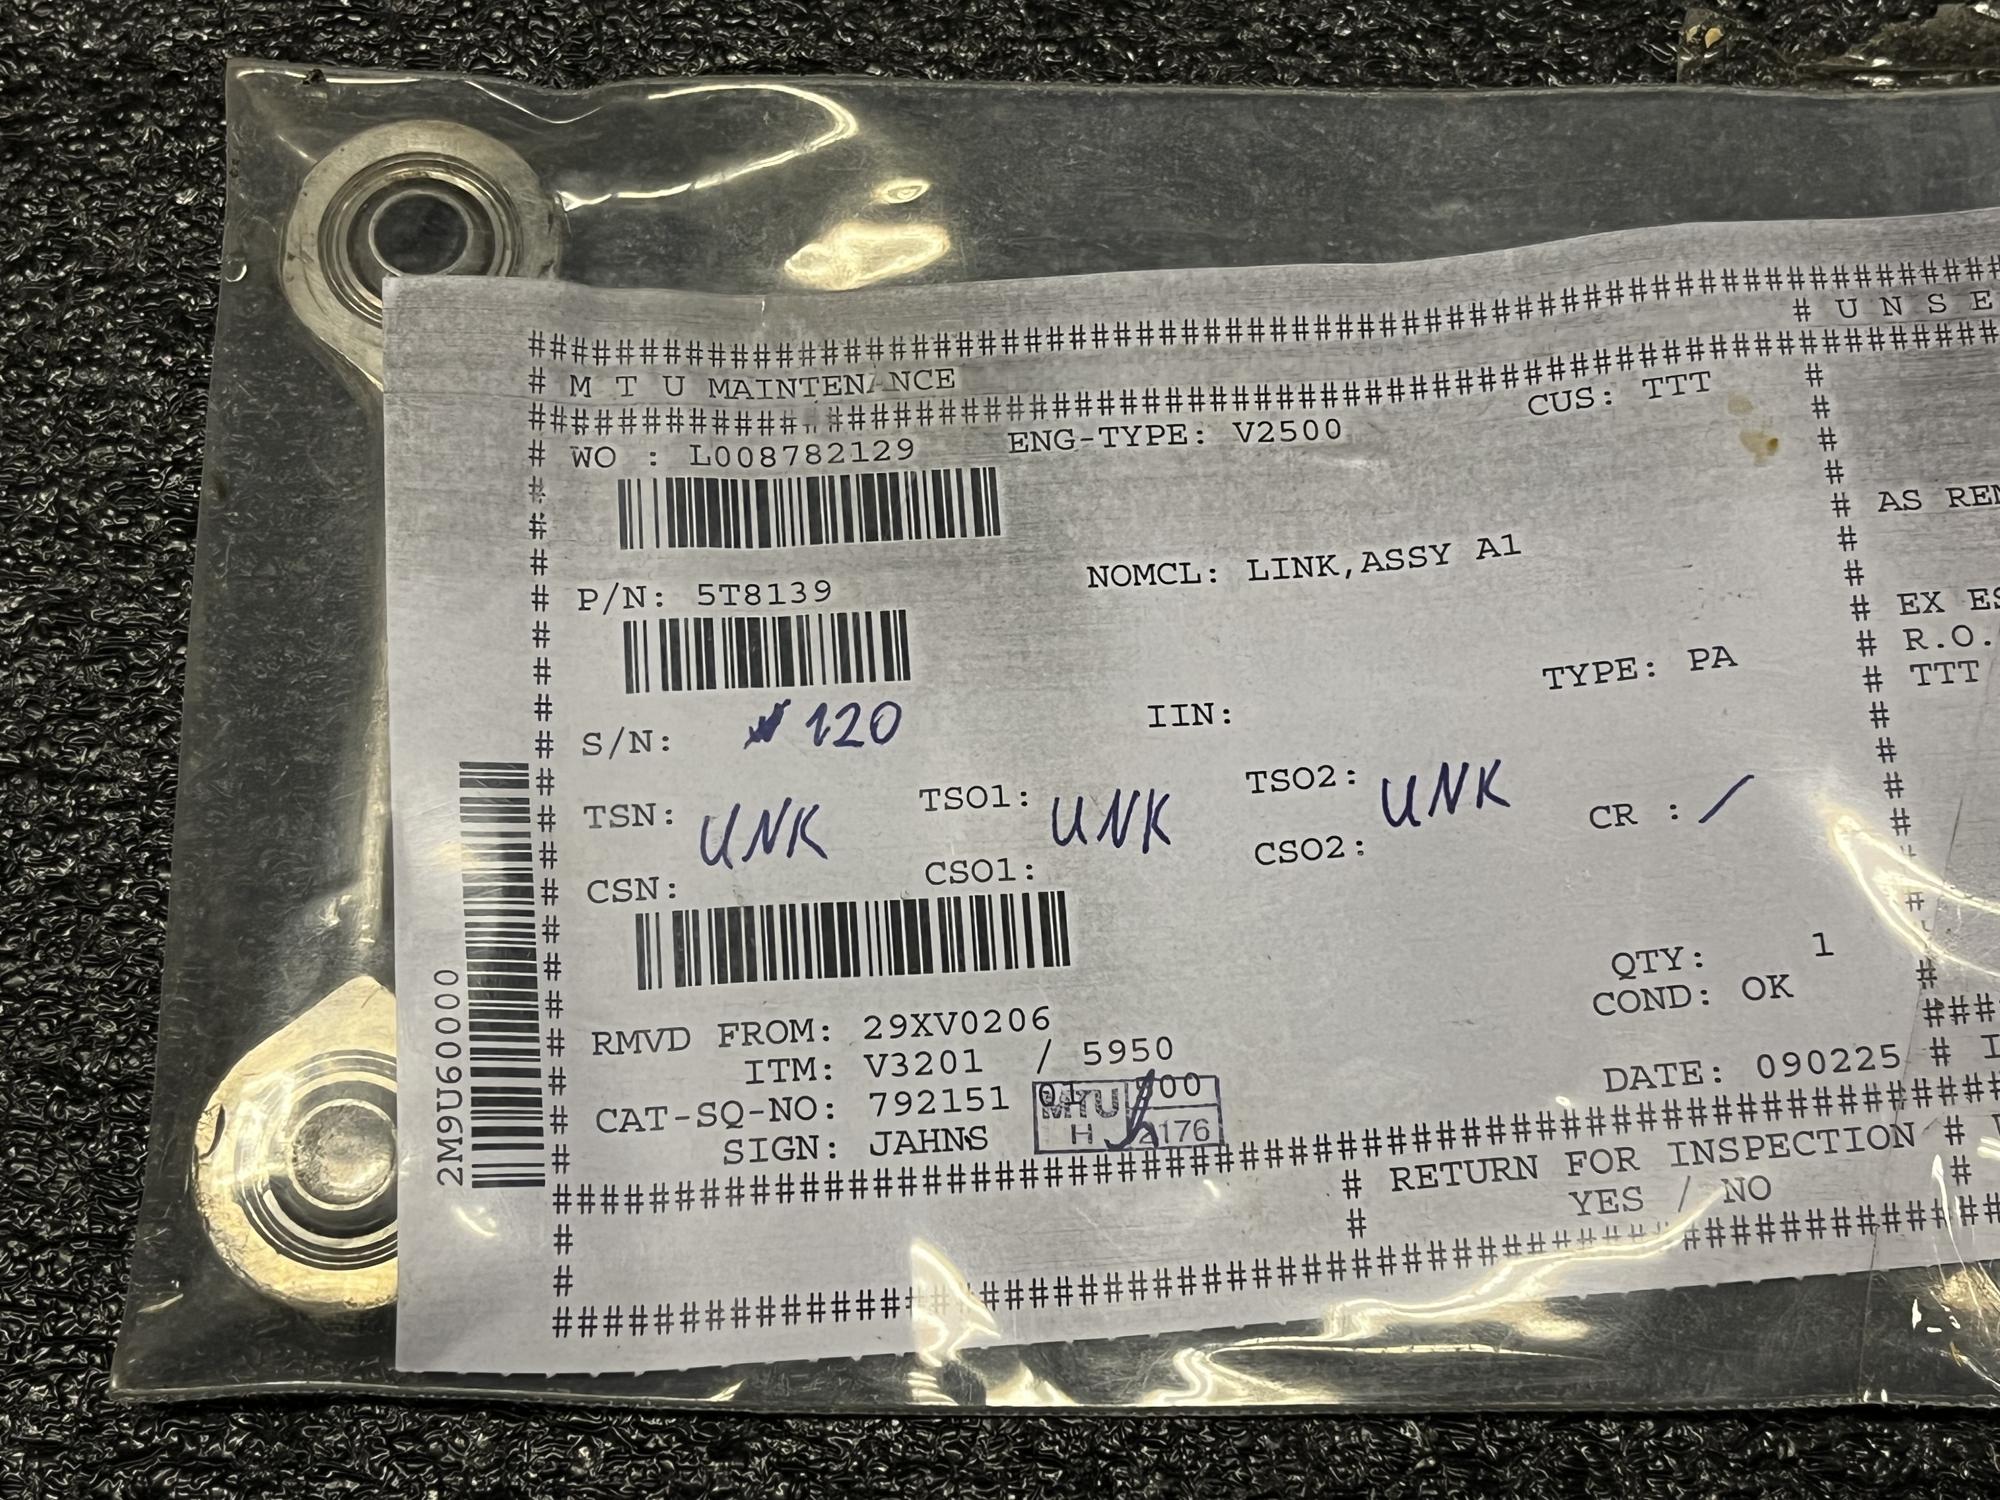 # U N S E
# M T U MAINTENANCE
WO : L008782129 ENG-TYPE: V2500 CUS: TTT
AS REM
P/N: 5T8139 NOMCL: LINK,ASSY A1
EX ES
R.O.
TTT
TYPE: PA
S/N: 120 IIN:
TSN: UNK TSO1: UNK TSO2: UNK CR : /
CSN: CSO1: CSO2:
QTY: 1
COND: OK
RMVD FROM: 29XV0206
ITM: V3201 / 5950
DATE: 090225
CAT-SQ-NO: 792151 01
SIGN: JAHNS
MTU
H 2176
RETURN FOR INSPECTION
YES / NO
2M9U60000